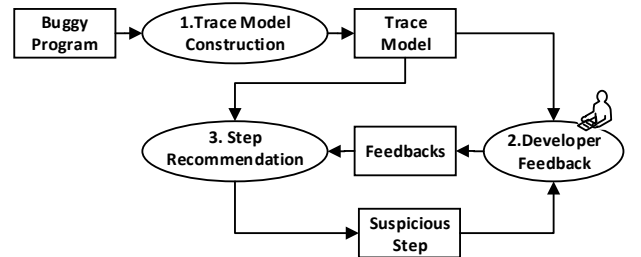 Buggy
Program
1.Trace Model
Construction
Trace
Model
3. Step
Recommendation
Feedbacks
2.Developer
Feedback
Suspicious
Step